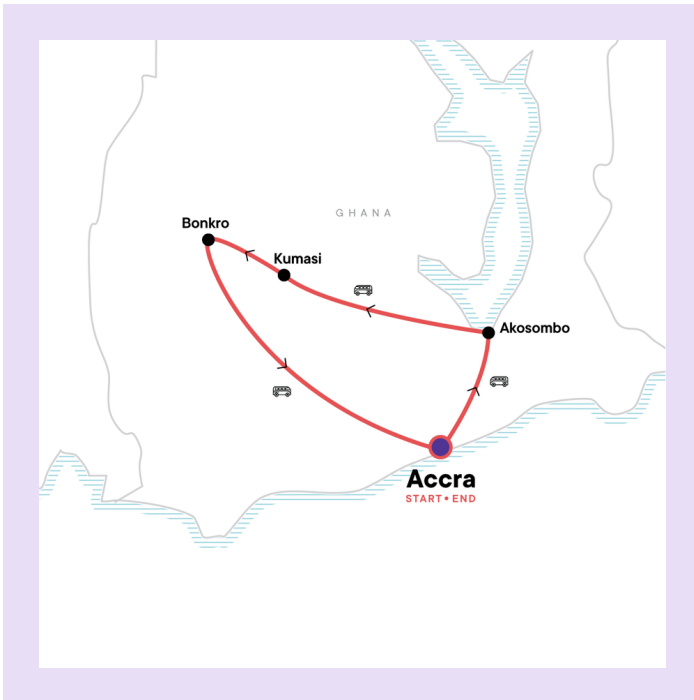 GHANA
Bonkro
Kumasi
Akosombo
Accra
START • END